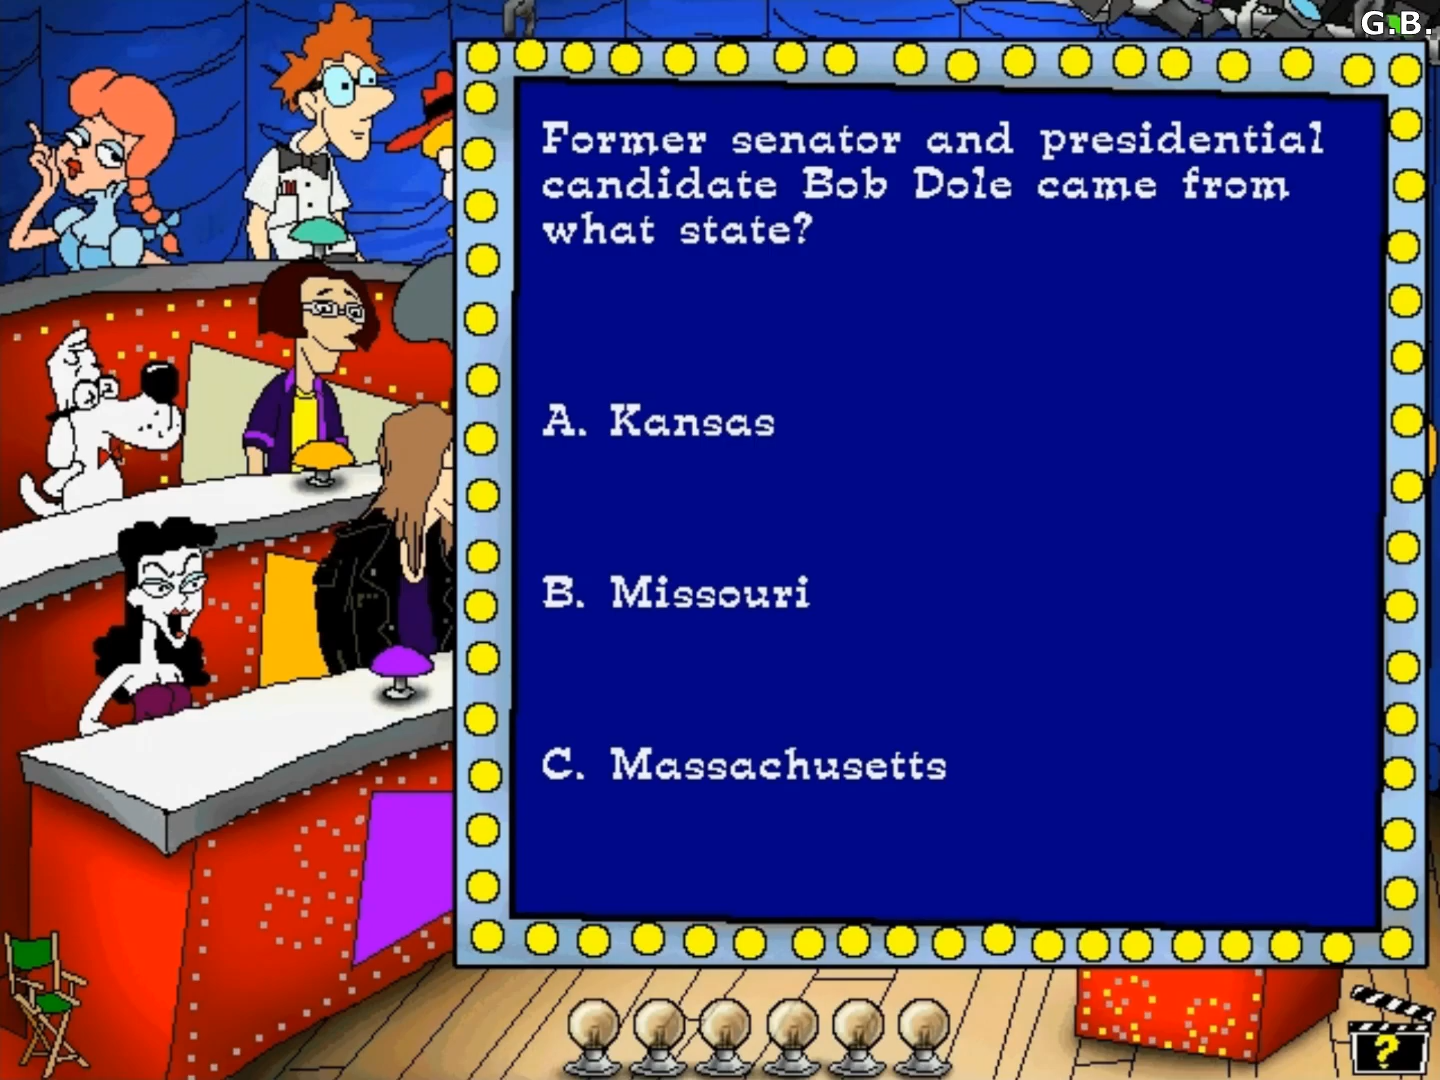 G.B.
Former senator and presidential
candidate Bob Dole came from
what state?
A. Kansas
B. Missouri
C. Massachusetts
?